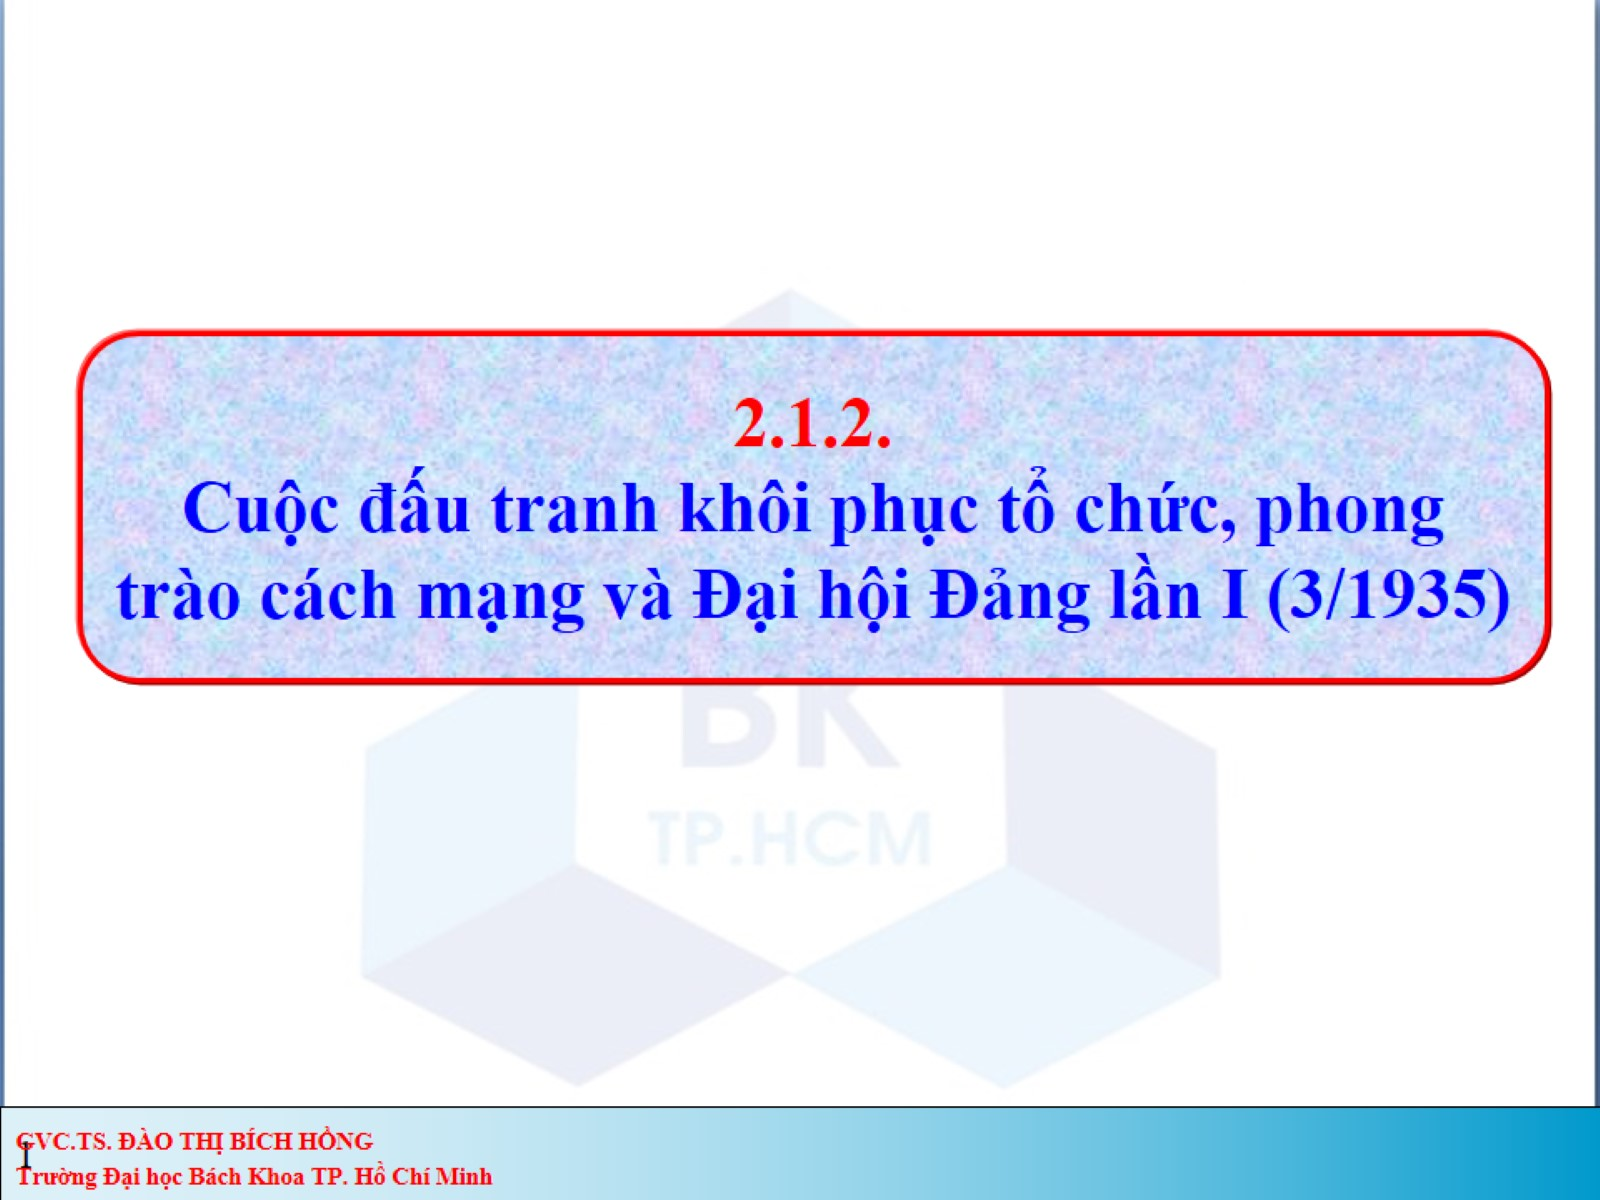 2.1.2.
Cuộc đấu tranh khôi phục tổ chức, phong
trào cách mạng và Đại hội Đảng lần I (3/1935)
BK
TP.HCM
GVC.TS. ĐÀO THỊ BÍCH HỒNG
1
Trường Đại học Bách Khoa TP. Hồ Chí Minh